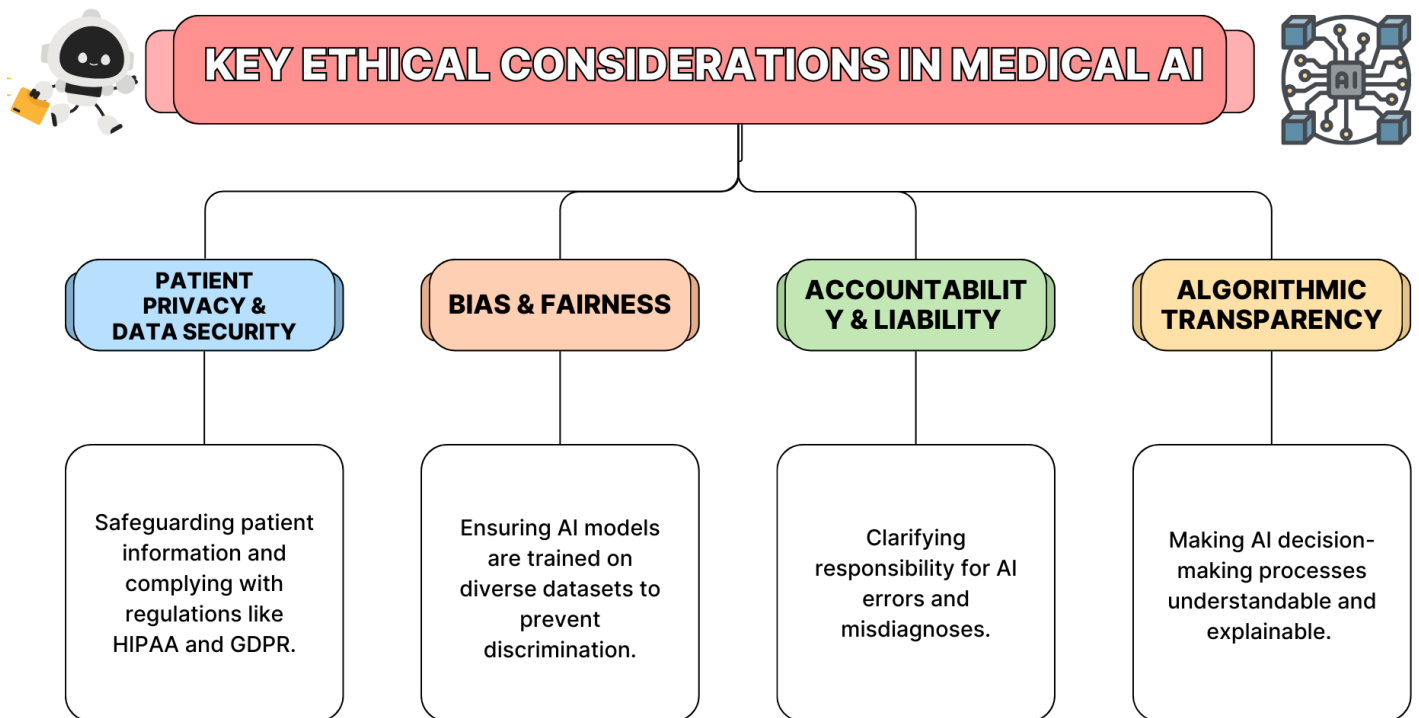 KEY ETHICAL CONSIDERATIONS IN MEDICAL AI
AI
PATIENT
PRIVACY &
DATA SECURITY
BIAS & FAIRNESS
ACCOUNTABILIT
Y & LIABILITY
ALGORITHMIC
TRANSPARENCY
Safeguarding patient
information and
complying with
regulations like
HIPAA and GDPR.
Ensuring AI models
are trained on
diverse datasets to
prevent
discrimination.
Clarifying
responsibility for AI
errors and
misdiagnoses.
Making AI decision-
making processes
understandable and
explainable.